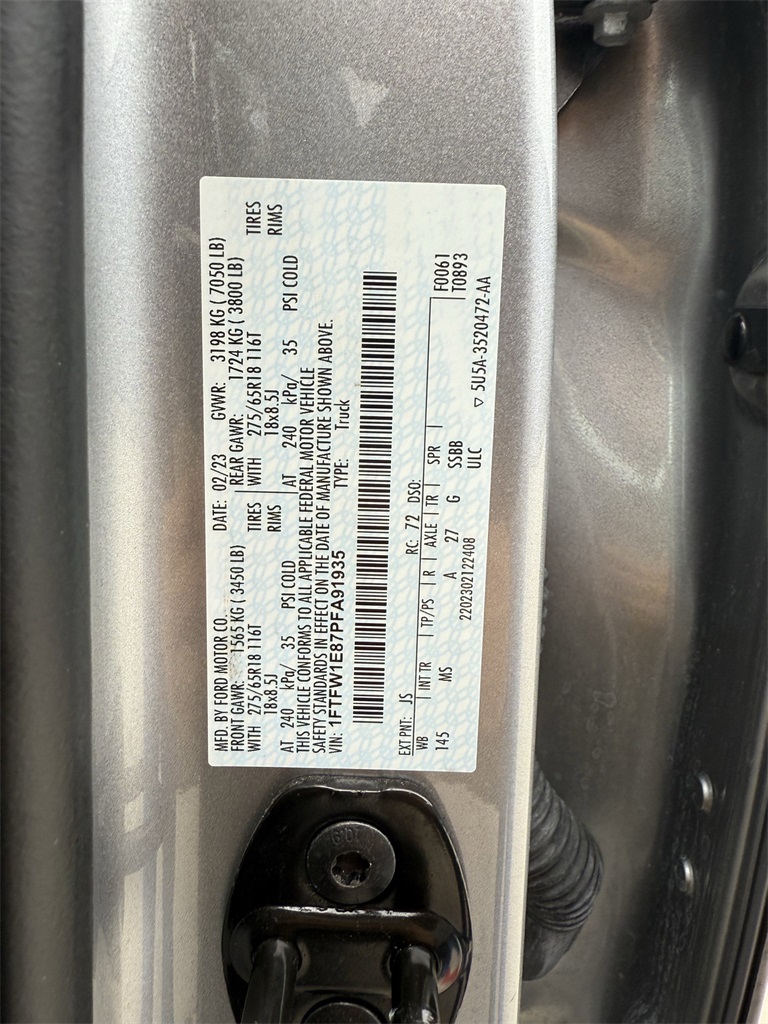 MFD. BY FORD MOTOR CO.
DATE: 02/23 GVWR: 3198 KG ( 7050 LB)
FRONT GAWR: 1565 KG ( 3450 LB) REAR GAWR: 1724 KG ( 3800 LB)
WITH 275/65R18 116T TIRES WITH 275/65R18 116T TIRES
18x8.5J RIMS 18x8.5J RIMS
AT 240 kPa/ 35 PSI COLD AT 240 kPa/ 35 PSI COLD
THIS VEHICLE CONFORMS TO ALL APPLICABLE FEDERAL MOTOR VEHICLE
SAFETY STANDARDS IN EFFECT ON THE DATE OF MANUFACTURE SHOWN ABOVE.
VIN: 1FTFW1E87PFA91935
TYPE: Truck
EXT PNT: JS RC: 72 DSO: F0061
WB INT TR TP/PS R AXLE TR SPR T0893
145 MS A 27 G SSBB
2202302122408 ULC ▽ 5U5A-3520472-AA
10.9